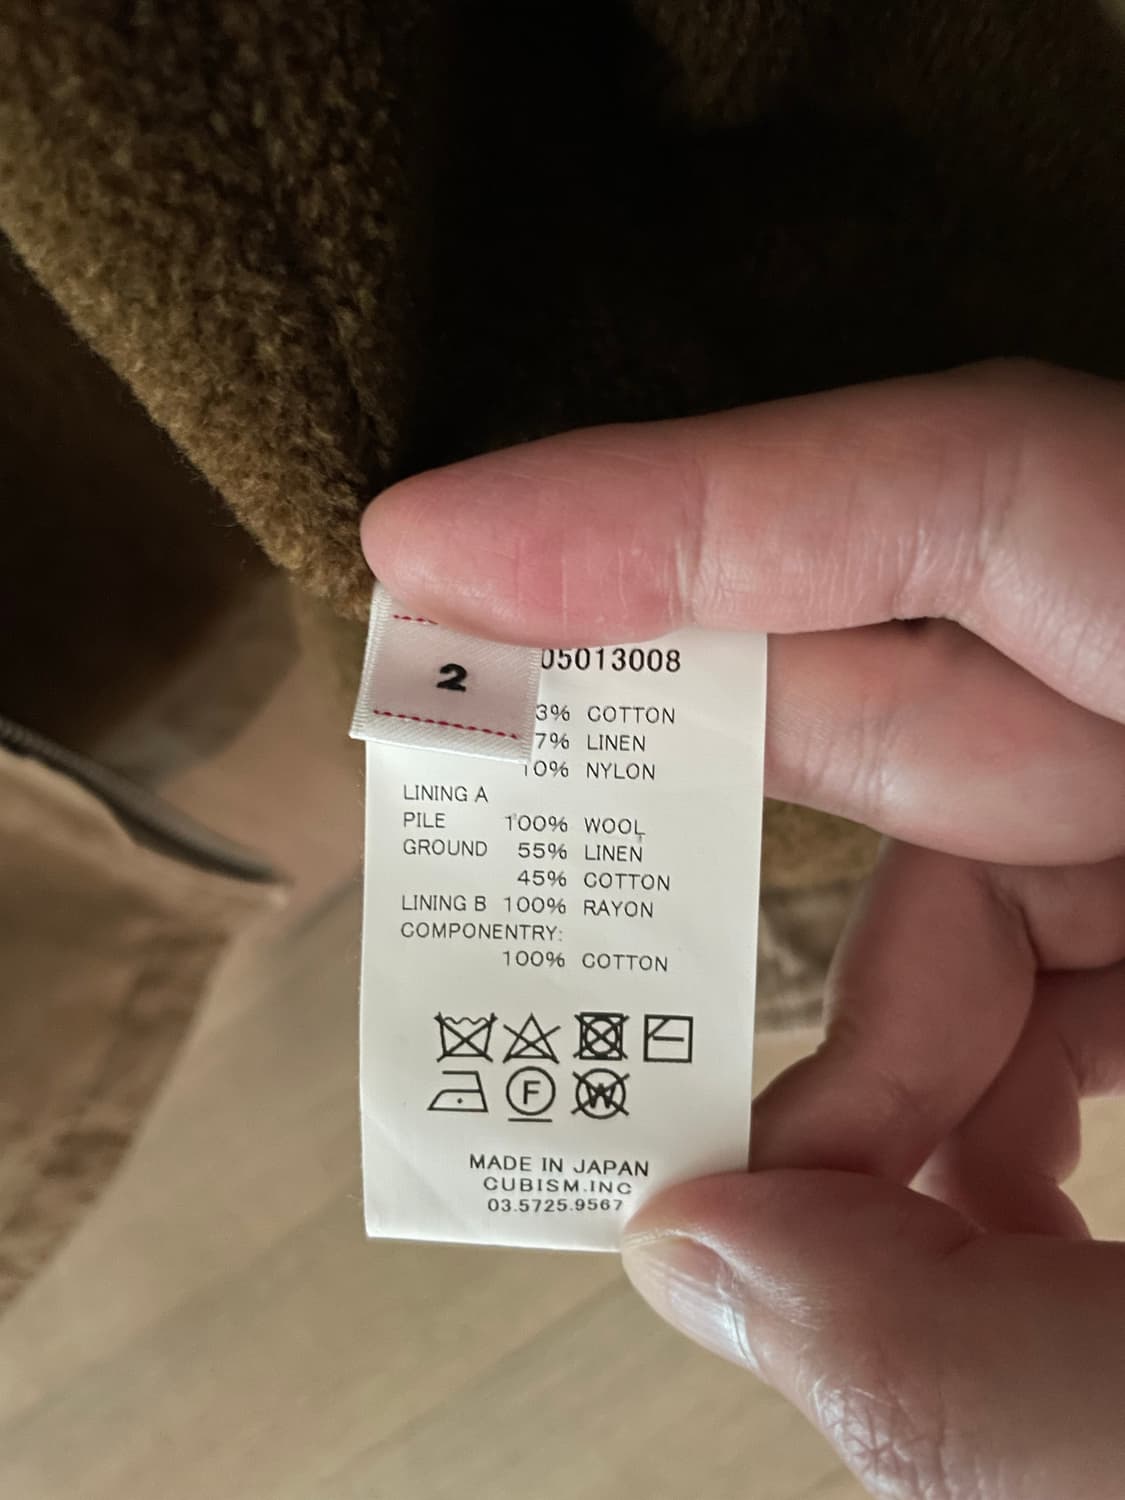 2
05013008
3% COTTON
7% LINEN
10% NYLON
LINING A
PILE 100% WOOL
GROUND 55% LINEN
45% COTTON
LINING B 100% RAYON
COMPONENTRY:
100% COTTON
F
W
MADE IN JAPAN
CUBISM.INC
03.5725.9567